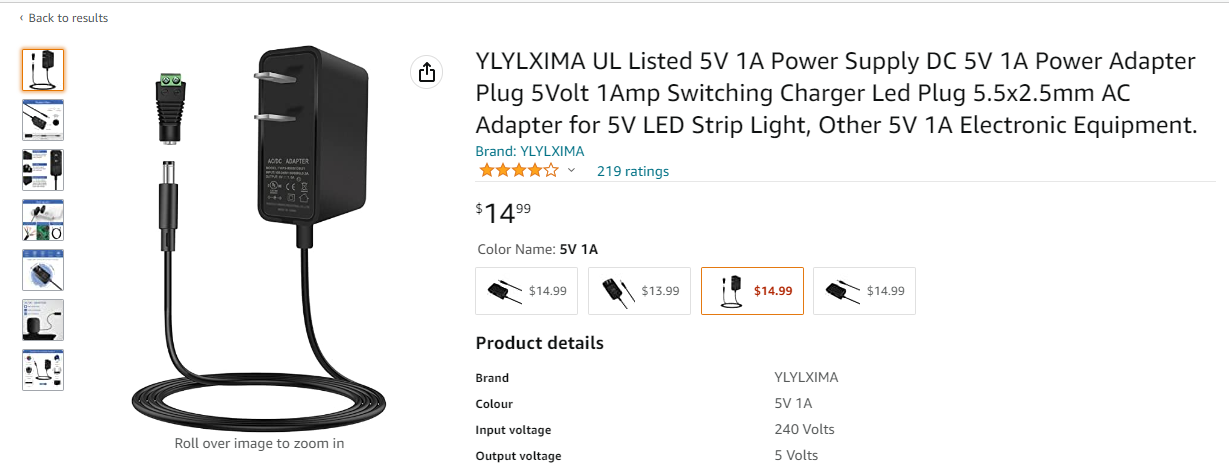 ‹ Back to results
YLYLXIMA UL Listed 5V 1A Power Supply DC 5V 1A Power Adapter
Plug 5Volt 1Amp Switching Charger Led Plug 5.5x2.5mm AC
Adapter for 5V LED Strip Light, Other 5V 1A Electronic Equipment.
Brand: YLYLXIMA
219 ratings
$1499
Color Name: 5V 1A
$14.99
$13.99
$14.99
$14.99
Product details
Brand YLYLXIMA
Colour 5V 1A
Input voltage 240 Volts
Output voltage 5 Volts
AC/DC ADAPTER
Roll over image to zoom in